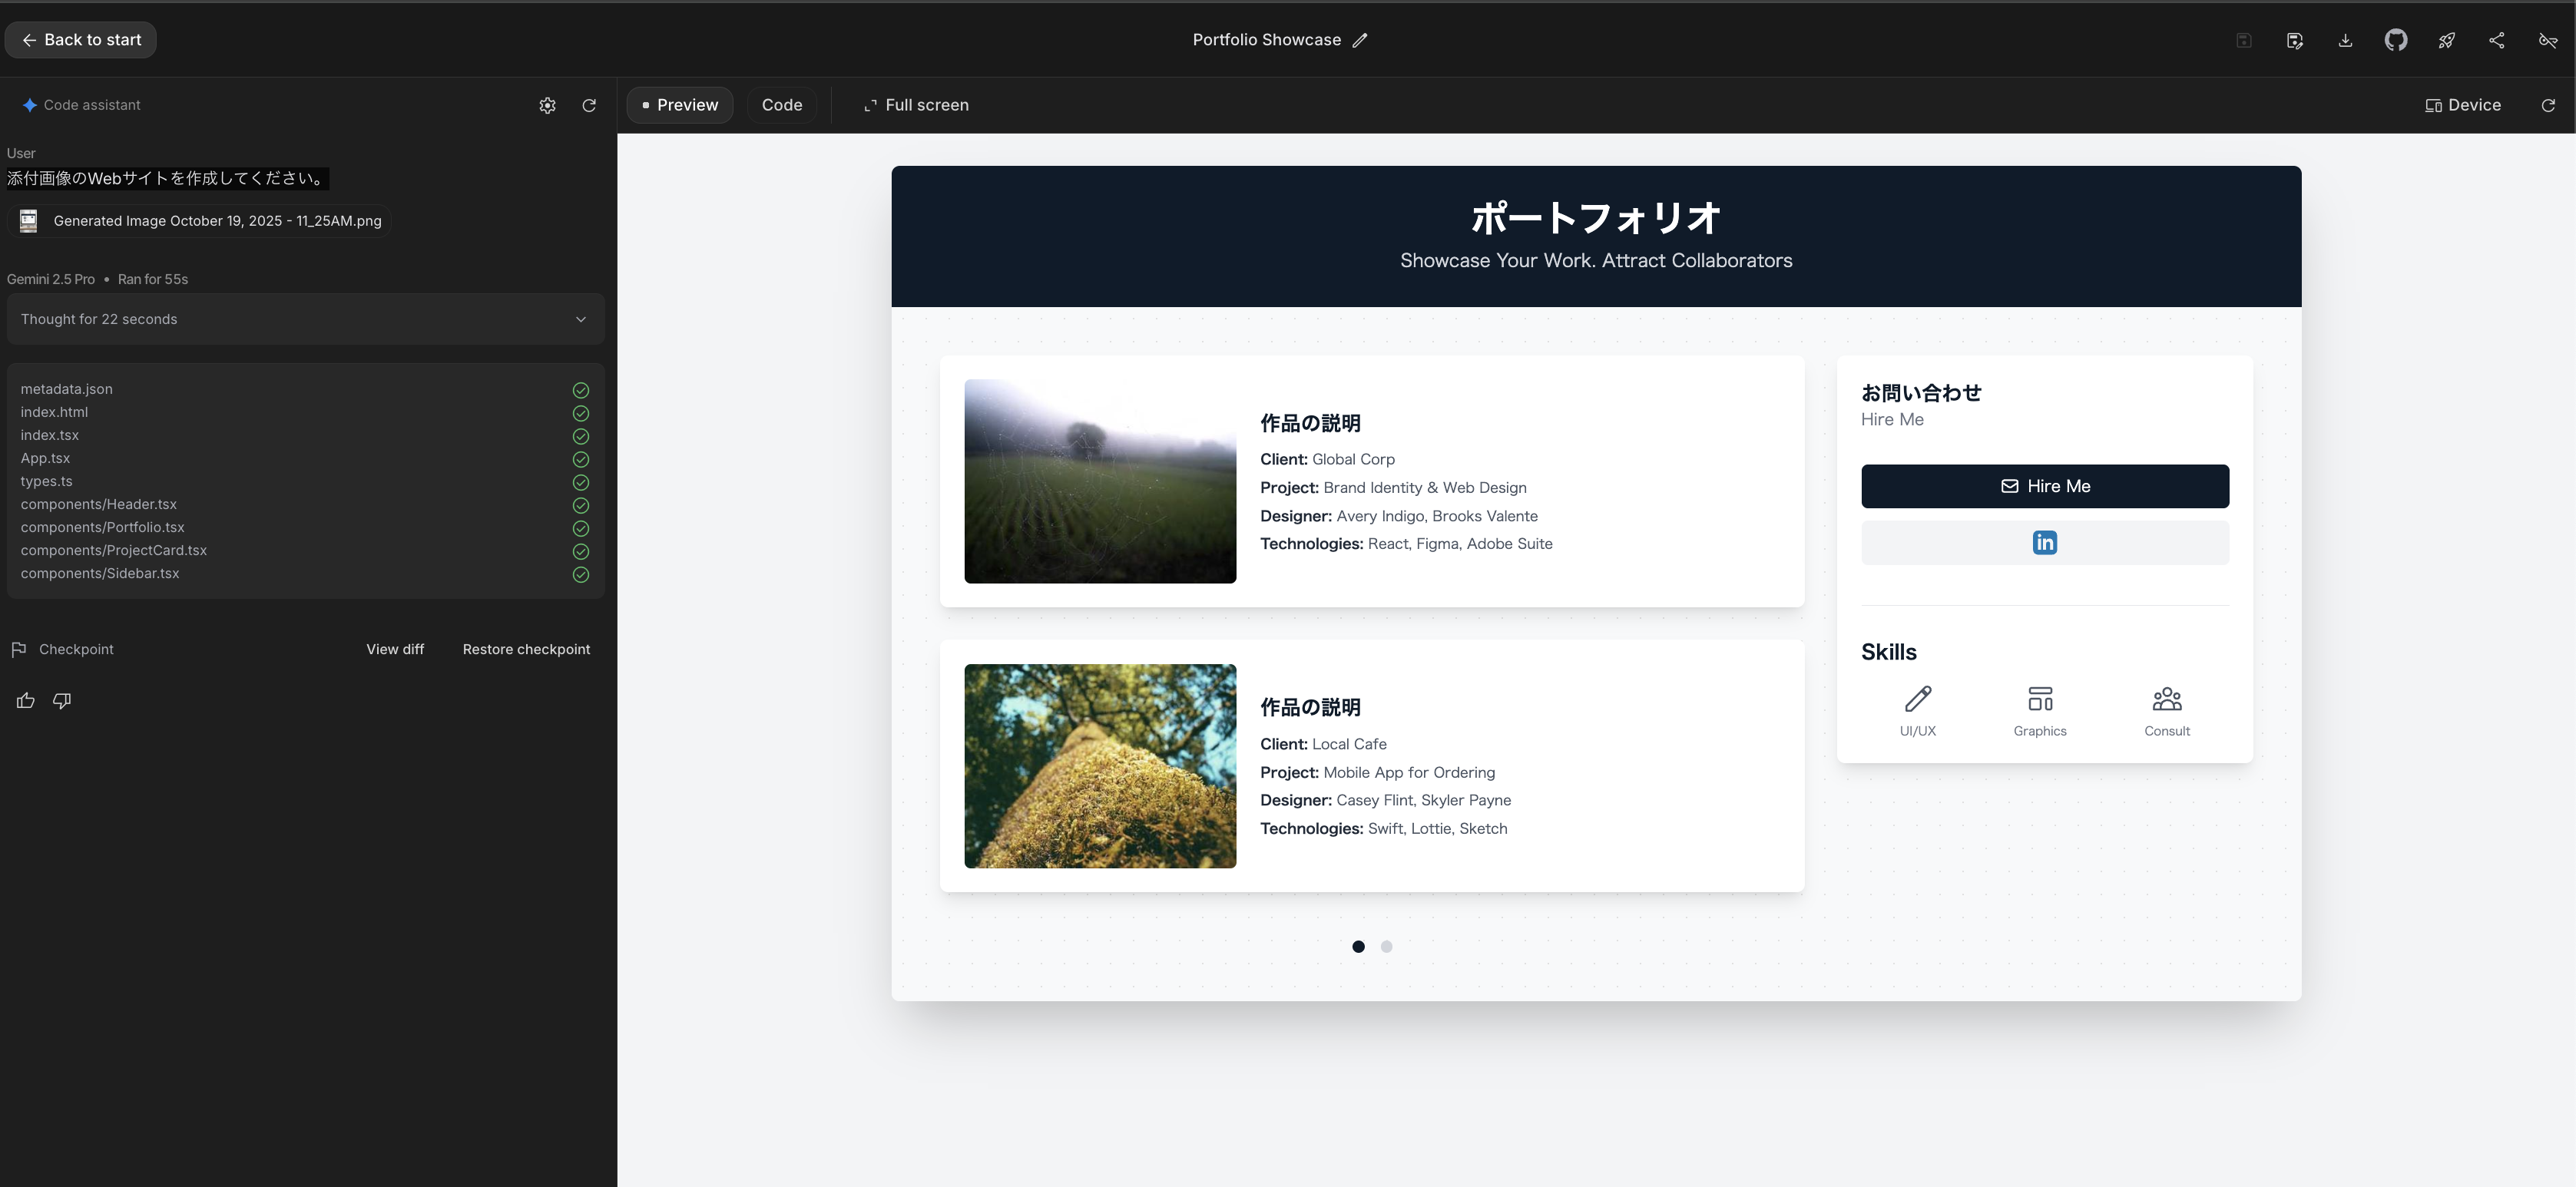 Back to start
Portfolio Showcase
Code assistant
Preview
Code
Full screen
Device
User
添付画像のWebサイトを作成してください。
Generated Image October 19, 2025 - 11_25AM.png
Gemini 2.5 Pro • Ran for 55s
Thought for 22 seconds
metadata.json
index.html
index.tsx
App.tsx
types.ts
components/Header.tsx
components/Portfolio.tsx
components/ProjectCard.tsx
components/Sidebar.tsx
Checkpoint
View diff
Restore checkpoint
ポートフォリオ
Showcase Your Work. Attract Collaborators
作品の説明
Client: Global Corp
Project: Brand Identity & Web Design
Designer: Avery Indigo, Brooks Valente
Technologies: React, Figma, Adobe Suite
作品の説明
Client: Local Cafe
Project: Mobile App for Ordering
Designer: Casey Flint, Skyler Payne
Technologies: Swift, Lottie, Sketch
お問い合わせ
Hire Me
Hire Me
in
Skills
UI/UX
Graphics
Consult